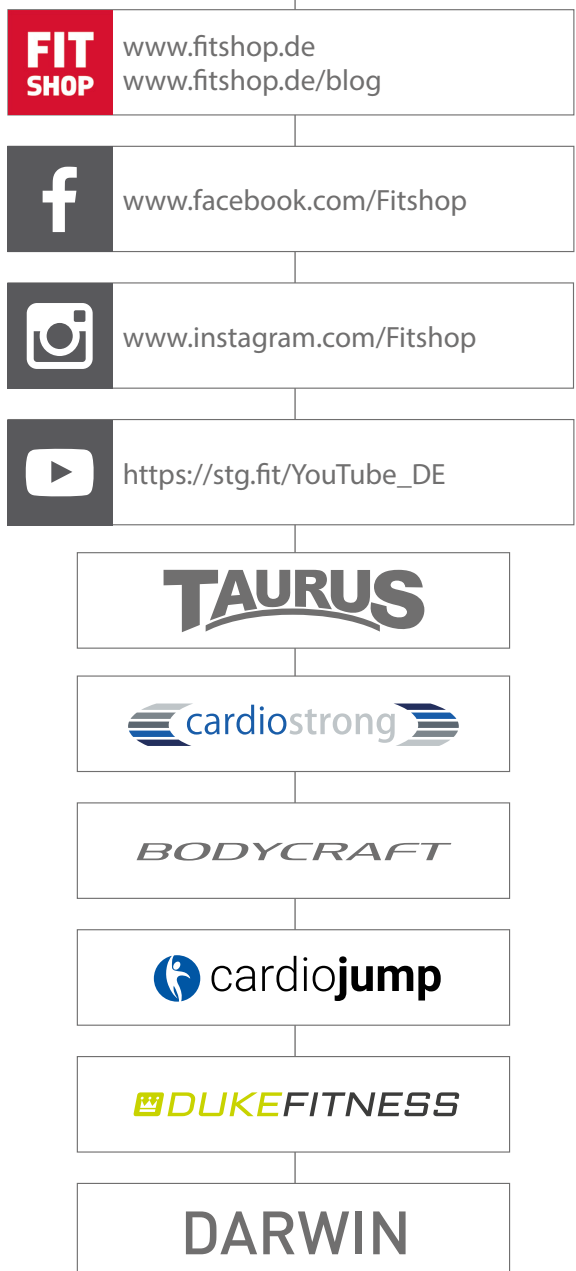 FIT
SHOP
www.fitshop.de
www.fitshop.de/blog
f
www.facebook.com/Fitshop
www.instagram.com/Fitshop
https://stg.fit/YouTube_DE
TAURUS
cardiostrong
BODYCRAFT
cardiojump
DUKEFITNESS
DARWIN